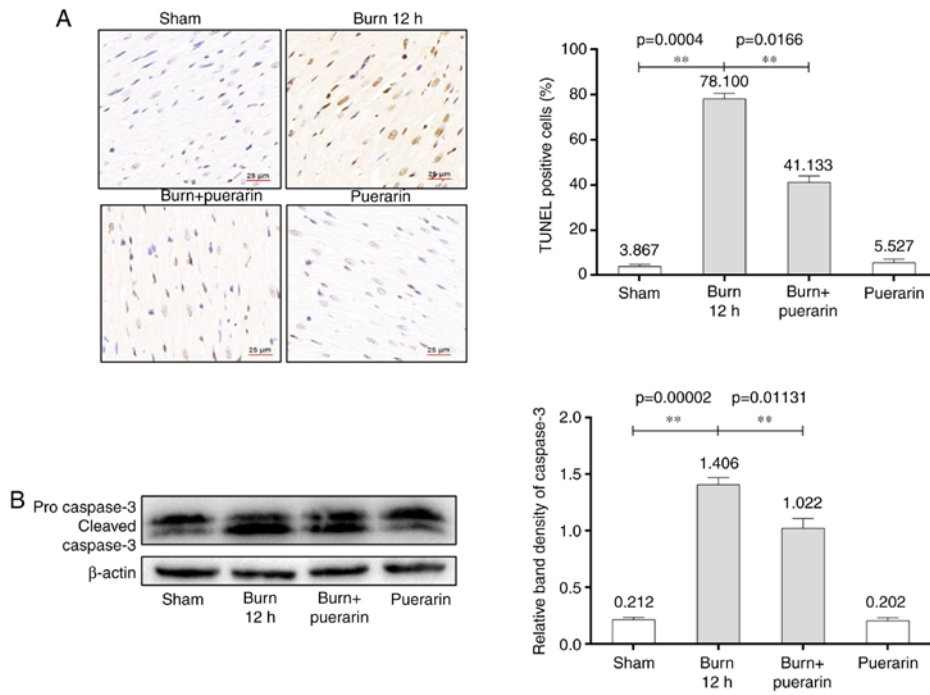 A
Sham
Burn 12 h
25 µm
25 µm
Burn+puerarin
Puerarin
25 µm
25 µm
p=0.0004
p=0.0166
**
**
TUNEL positive cells (%)
100
80
60
40
20
0
3.867
78.100
41.133
5.527
Sham
Burn
12 h
Burn+
puerarin
Puerarin
B
Pro caspase-3
Cleaved
caspase-3
β-actin
Sham
Burn
12 h
Burn+
puerarin
Puerarin
p=0.00002
p=0.01131
**
**
Relative band density of caspase-3
2.0
1.5
1.0
0.5
0.0
0.212
1.406
1.022
0.202
Sham
Burn
12 h
Burn+
puerarin
Puerarin